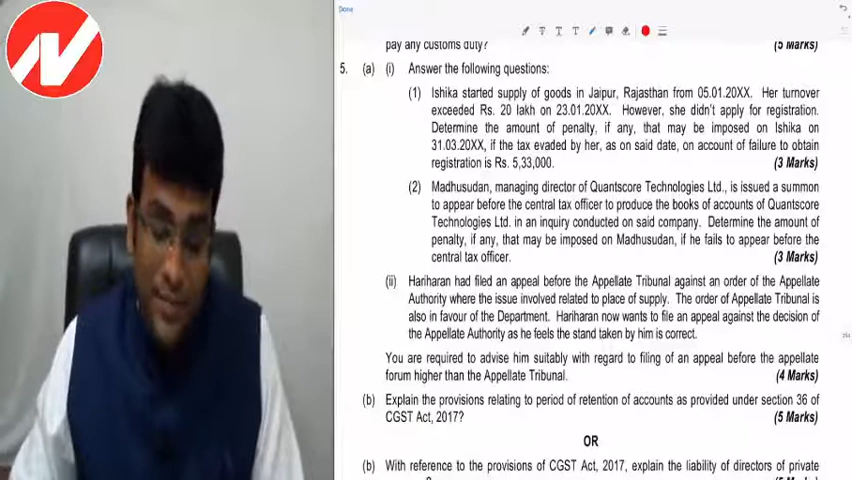 Done
pay any customs duty? (5 Marks)
5. (a) (i) Answer the following questions:
(1) Ishika started supply of goods in Jaipur, Rajasthan from 05.01.20XX. Her turnover
exceeded Rs. 20 lakh on 23.01.20XX. However, she didn't apply for registration.
Determine the amount of penalty, if any, that may be imposed on Ishika on
31.03.20XX, if the tax evaded by her, as on said date, on account of failure to obtain
registration is Rs. 5,33,000. (3 Marks)
(2) Madhusudan, managing director of Quantscore Technologies Ltd., is issued a summon
to appear before the central tax officer to produce the books of accounts of Quantscore
Technologies Ltd. in an inquiry conducted on said company. Determine the amount of
penalty, if any, that may be imposed on Madhusudan, if he fails to appear before the
central tax officer. (3 Marks)
(ii) Hariharan had filed an appeal before the Appellate Tribunal against an order of the Appellate
Authority where the issue involved related to place of supply. The order of Appellate Tribunal is
also in favour of the Department. Hariharan now wants to file an appeal against the decision of
the Appellate Authority as he feels the stand taken by him is correct.
You are required to advise him suitably with regard to filing of an appeal before the appellate
forum higher than the Appellate Tribunal. (4 Marks)
(b) Explain the provisions relating to period of retention of accounts as provided under section 36 of
CGST Act, 2017? (5 Marks)
OR
(b) With reference to the provisions of CGST Act, 2017, explain the liability of directors of private